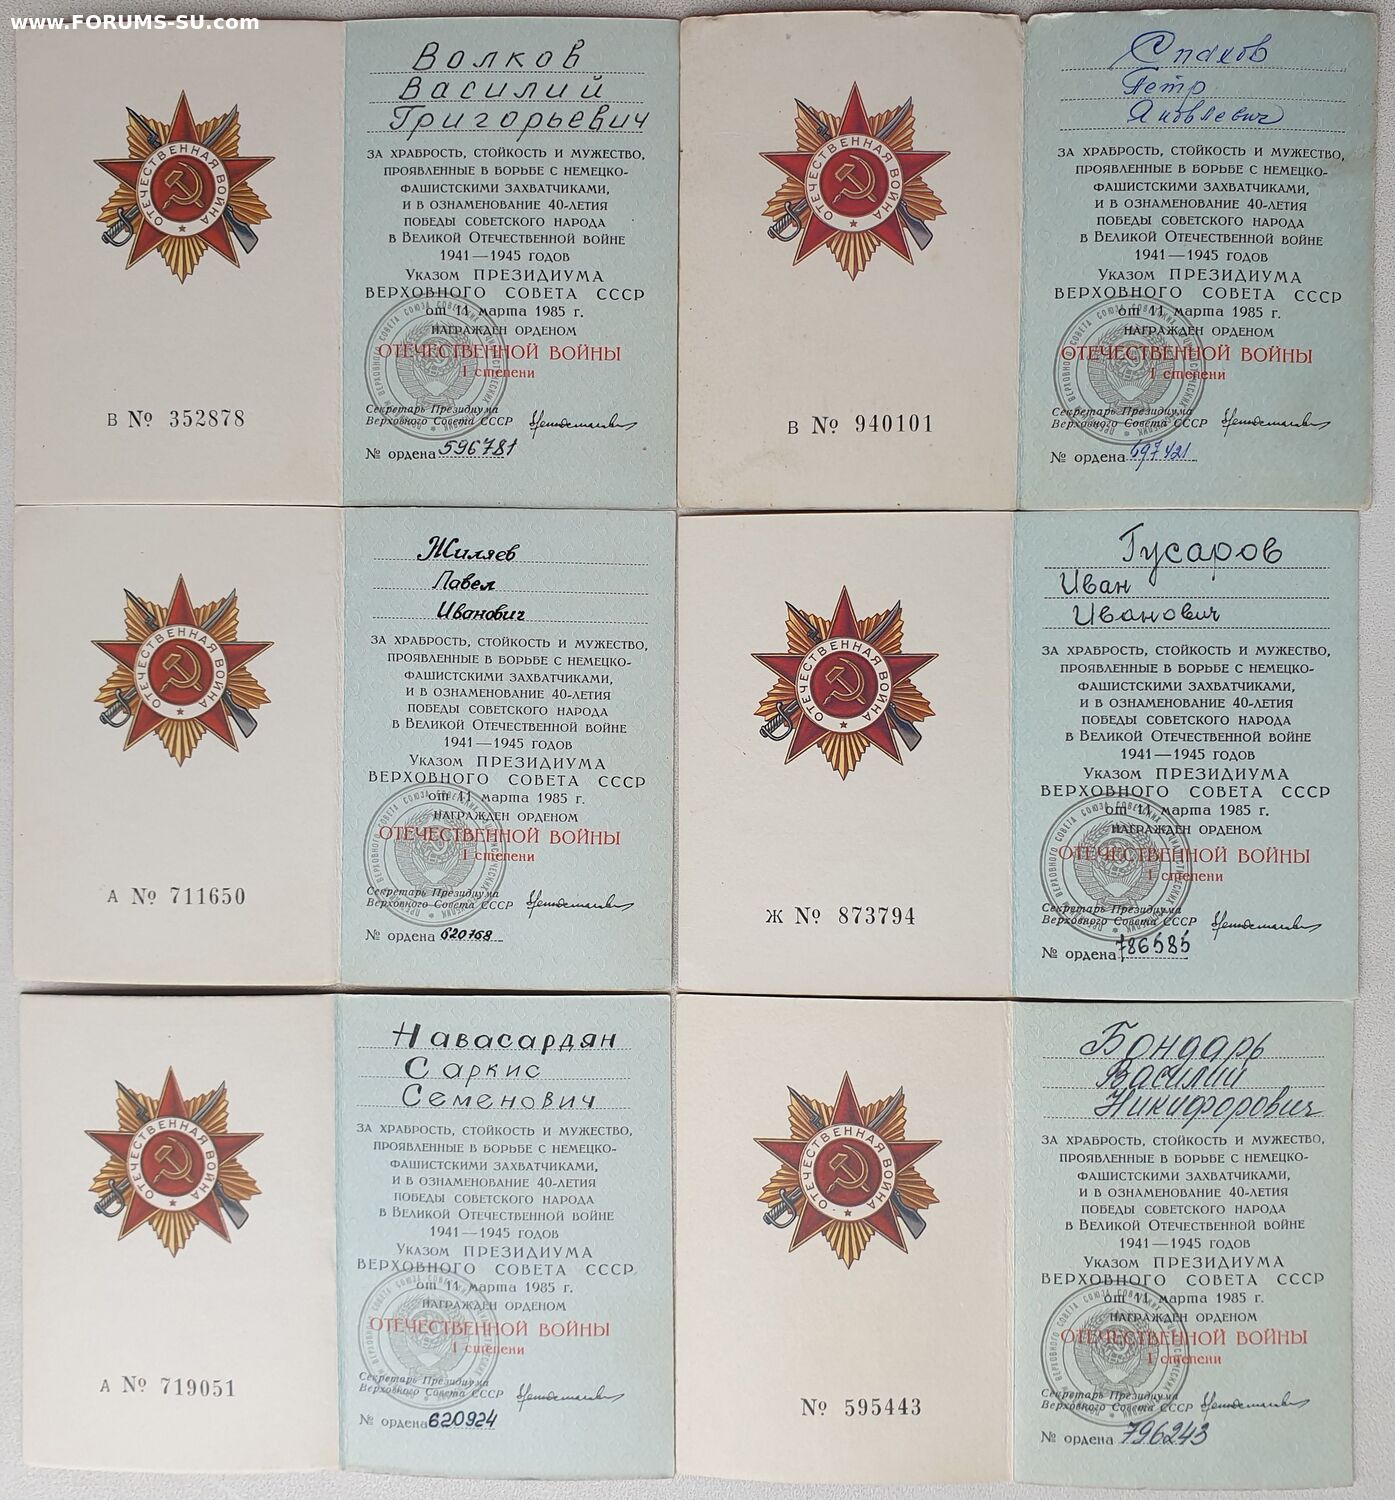 www.FORUMS-SU.com
ОТЕЧЕСТВЕННАЯ ВОЙНА
В № 352878
Волков
Василий
Григорьевич
ЗА ХРАБРОСТЬ, СТОЙКОСТЬ И МУЖЕСТВО,
ПРОЯВЛЕННЫЕ В БОРЬБЕ С НЕМЕЦКО-
ФАШИСТСКИМИ ЗАХВАТЧИКАМИ,
И В ОЗНАМЕНОВАНИЕ 40-ЛЕТИЯ
ПОБЕДЫ СОВЕТСКОГО НАРОДА
В ВЕЛИКОЙ ОТЕЧЕСТВЕННОЙ ВОЙНЕ
1941—1945 ГОДОВ
УКАЗОМ ПРЕЗИДИУМА
ВЕРХОВНОГО СОВЕТА СССР
от 11 марта 1985 г.
НАГРАЖДЕН ОРДЕНОМ
ОТЕЧЕСТВЕННОЙ ВОЙНЫ
I степени
Секретарь Президиума
Верховного Совета СССР
№ ордена 596781
ОТЕЧЕСТВЕННАЯ ВОЙНА
В № 940101
Петр
Яковлевич
ЗА ХРАБРОСТЬ, СТОЙКОСТЬ И МУЖЕСТВО,
ПРОЯВЛЕННЫЕ В БОРЬБЕ С НЕМЕЦКО-
ФАШИСТСКИМИ ЗАХВАТЧИКАМИ,
И В ОЗНАМЕНОВАНИЕ 40-ЛЕТИЯ
ПОБЕДЫ СОВЕТСКОГО НАРОДА
В ВЕЛИКОЙ ОТЕЧЕСТВЕННОЙ ВОЙНЕ
1941—1945 ГОДОВ
УКАЗОМ ПРЕЗИДИУМА
ВЕРХОВНОГО СОВЕТА СССР
от 11 марта 1985 г.
НАГРАЖДЕН ОРДЕНОМ
ОТЕЧЕСТВЕННОЙ ВОЙНЫ
I степени
Секретарь Президиума
Верховного Совета СССР
№ ордена 697421
ОТЕЧЕСТВЕННАЯ ВОЙНА
А № 711650
Жиляев
Павел
Иванович
ЗА ХРАБРОСТЬ, СТОЙКОСТЬ И МУЖЕСТВО,
ПРОЯВЛЕННЫЕ В БОРЬБЕ С НЕМЕЦКО-
ФАШИСТСКИМИ ЗАХВАТЧИКАМИ,
И В ОЗНАМЕНОВАНИЕ 40-ЛЕТИЯ
ПОБЕДЫ СОВЕТСКОГО НАРОДА
В ВЕЛИКОЙ ОТЕЧЕСТВЕННОЙ ВОЙНЕ
1941—1945 ГОДОВ
УКАЗОМ ПРЕЗИДИУМА
ВЕРХОВНОГО СОВЕТА СССР
от 11 марта 1985 г.
НАГРАЖДЕН ОРДЕНОМ
ОТЕЧЕСТВЕННОЙ ВОЙНЫ
I степени
Секретарь Президиума
Верховного Совета СССР
№ ордена 620768
ОТЕЧЕСТВЕННАЯ ВОЙНА
Ж № 873794
Гусаров
Иван
Иванович
ЗА ХРАБРОСТЬ, СТОЙКОСТЬ И МУЖЕСТВО,
ПРОЯВЛЕННЫЕ В БОРЬБЕ С НЕМЕЦКО-
ФАШИСТСКИМИ ЗАХВАТЧИКАМИ,
И В ОЗНАМЕНОВАНИЕ 40-ЛЕТИЯ
ПОБЕДЫ СОВЕТСКОГО НАРОДА
В ВЕЛИКОЙ ОТЕЧЕСТВЕННОЙ ВОЙНЕ
1941—1945 ГОДОВ
УКАЗОМ ПРЕЗИДИУМА
ВЕРХОВНОГО СОВЕТА СССР
от 11 марта 1985 г.
НАГРАЖДЕН ОРДЕНОМ
ОТЕЧЕСТВЕННОЙ ВОЙНЫ
I степени
Секретарь Президиума
Верховного Совета СССР
№ ордена 786585
ОТЕЧЕСТВЕННАЯ ВОЙНА
А № 719051
Навасардян
Саркис
Семенович
ЗА ХРАБРОСТЬ, СТОЙКОСТЬ И МУЖЕСТВО,
ПРОЯВЛЕННЫЕ В БОРЬБЕ С НЕМЕЦКО-
ФАШИСТСКИМИ ЗАХВАТЧИКАМИ,
И В ОЗНАМЕНОВАНИЕ 40-ЛЕТИЯ
ПОБЕДЫ СОВЕТСКОГО НАРОДА
В ВЕЛИКОЙ ОТЕЧЕСТВЕННОЙ ВОЙНЕ
1941—1945 ГОДОВ
УКАЗОМ ПРЕЗИДИУМА
ВЕРХОВНОГО СОВЕТА СССР
от 11 марта 1985 г.
НАГРАЖДЕН ОРДЕНОМ
ОТЕЧЕСТВЕННОЙ ВОЙНЫ
I степени
Секретарь Президиума
Верховного Совета СССР
№ ордена 620924
ОТЕЧЕСТВЕННАЯ ВОЙНА
№ 595443
Бондарь
Василий
Никифорович
ЗА ХРАБРОСТЬ, СТОЙКОСТЬ И МУЖЕСТВО,
ПРОЯВЛЕННЫЕ В БОРЬБЕ С НЕМЕЦКО-
ФАШИСТСКИМИ ЗАХВАТЧИКАМИ,
И В ОЗНАМЕНОВАНИЕ 40-ЛЕТИЯ
ПОБЕДЫ СОВЕТСКОГО НАРОДА
В ВЕЛИКОЙ ОТЕЧЕСТВЕННОЙ ВОЙНЕ
1941—1945 ГОДОВ
УКАЗОМ ПРЕЗИДИУМА
ВЕРХОВНОГО СОВЕТА СССР
от 11 марта 1985 г.
НАГРАЖДЕН ОРДЕНОМ
ОТЕЧЕСТВЕННОЙ ВОЙНЫ
I степени
Секретарь Президиума
Верховного Совета СССР
№ ордена 796243